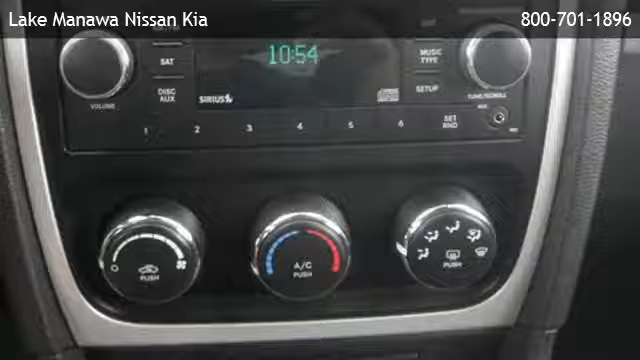 Lake Manawa Nissan Kia
800-701-1896
10:54
SAT
MUSIC TYPE
DISC AUX
SETUP
SIRIUS
VOLUME
TUNE/SCROLL
AUX
1 2 3 4 5 6
SET RND
A/C
PUSH
PUSH
PUSH